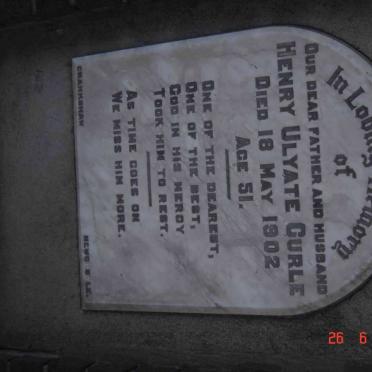 In Loving Memory
of
OUR DEAR FATHER AND HUSBAND
HENRY ULYATE CURLE
DIED 18 MAY 1902
AGE 51.
ONE OF THE DEAREST,
ONE OF THE BEST,
GOD IN HIS MERCY
TOOK HIM TO REST.
AS TIME GOES ON
WE MISS HIM MORE.
CRANKSHAW
26 6